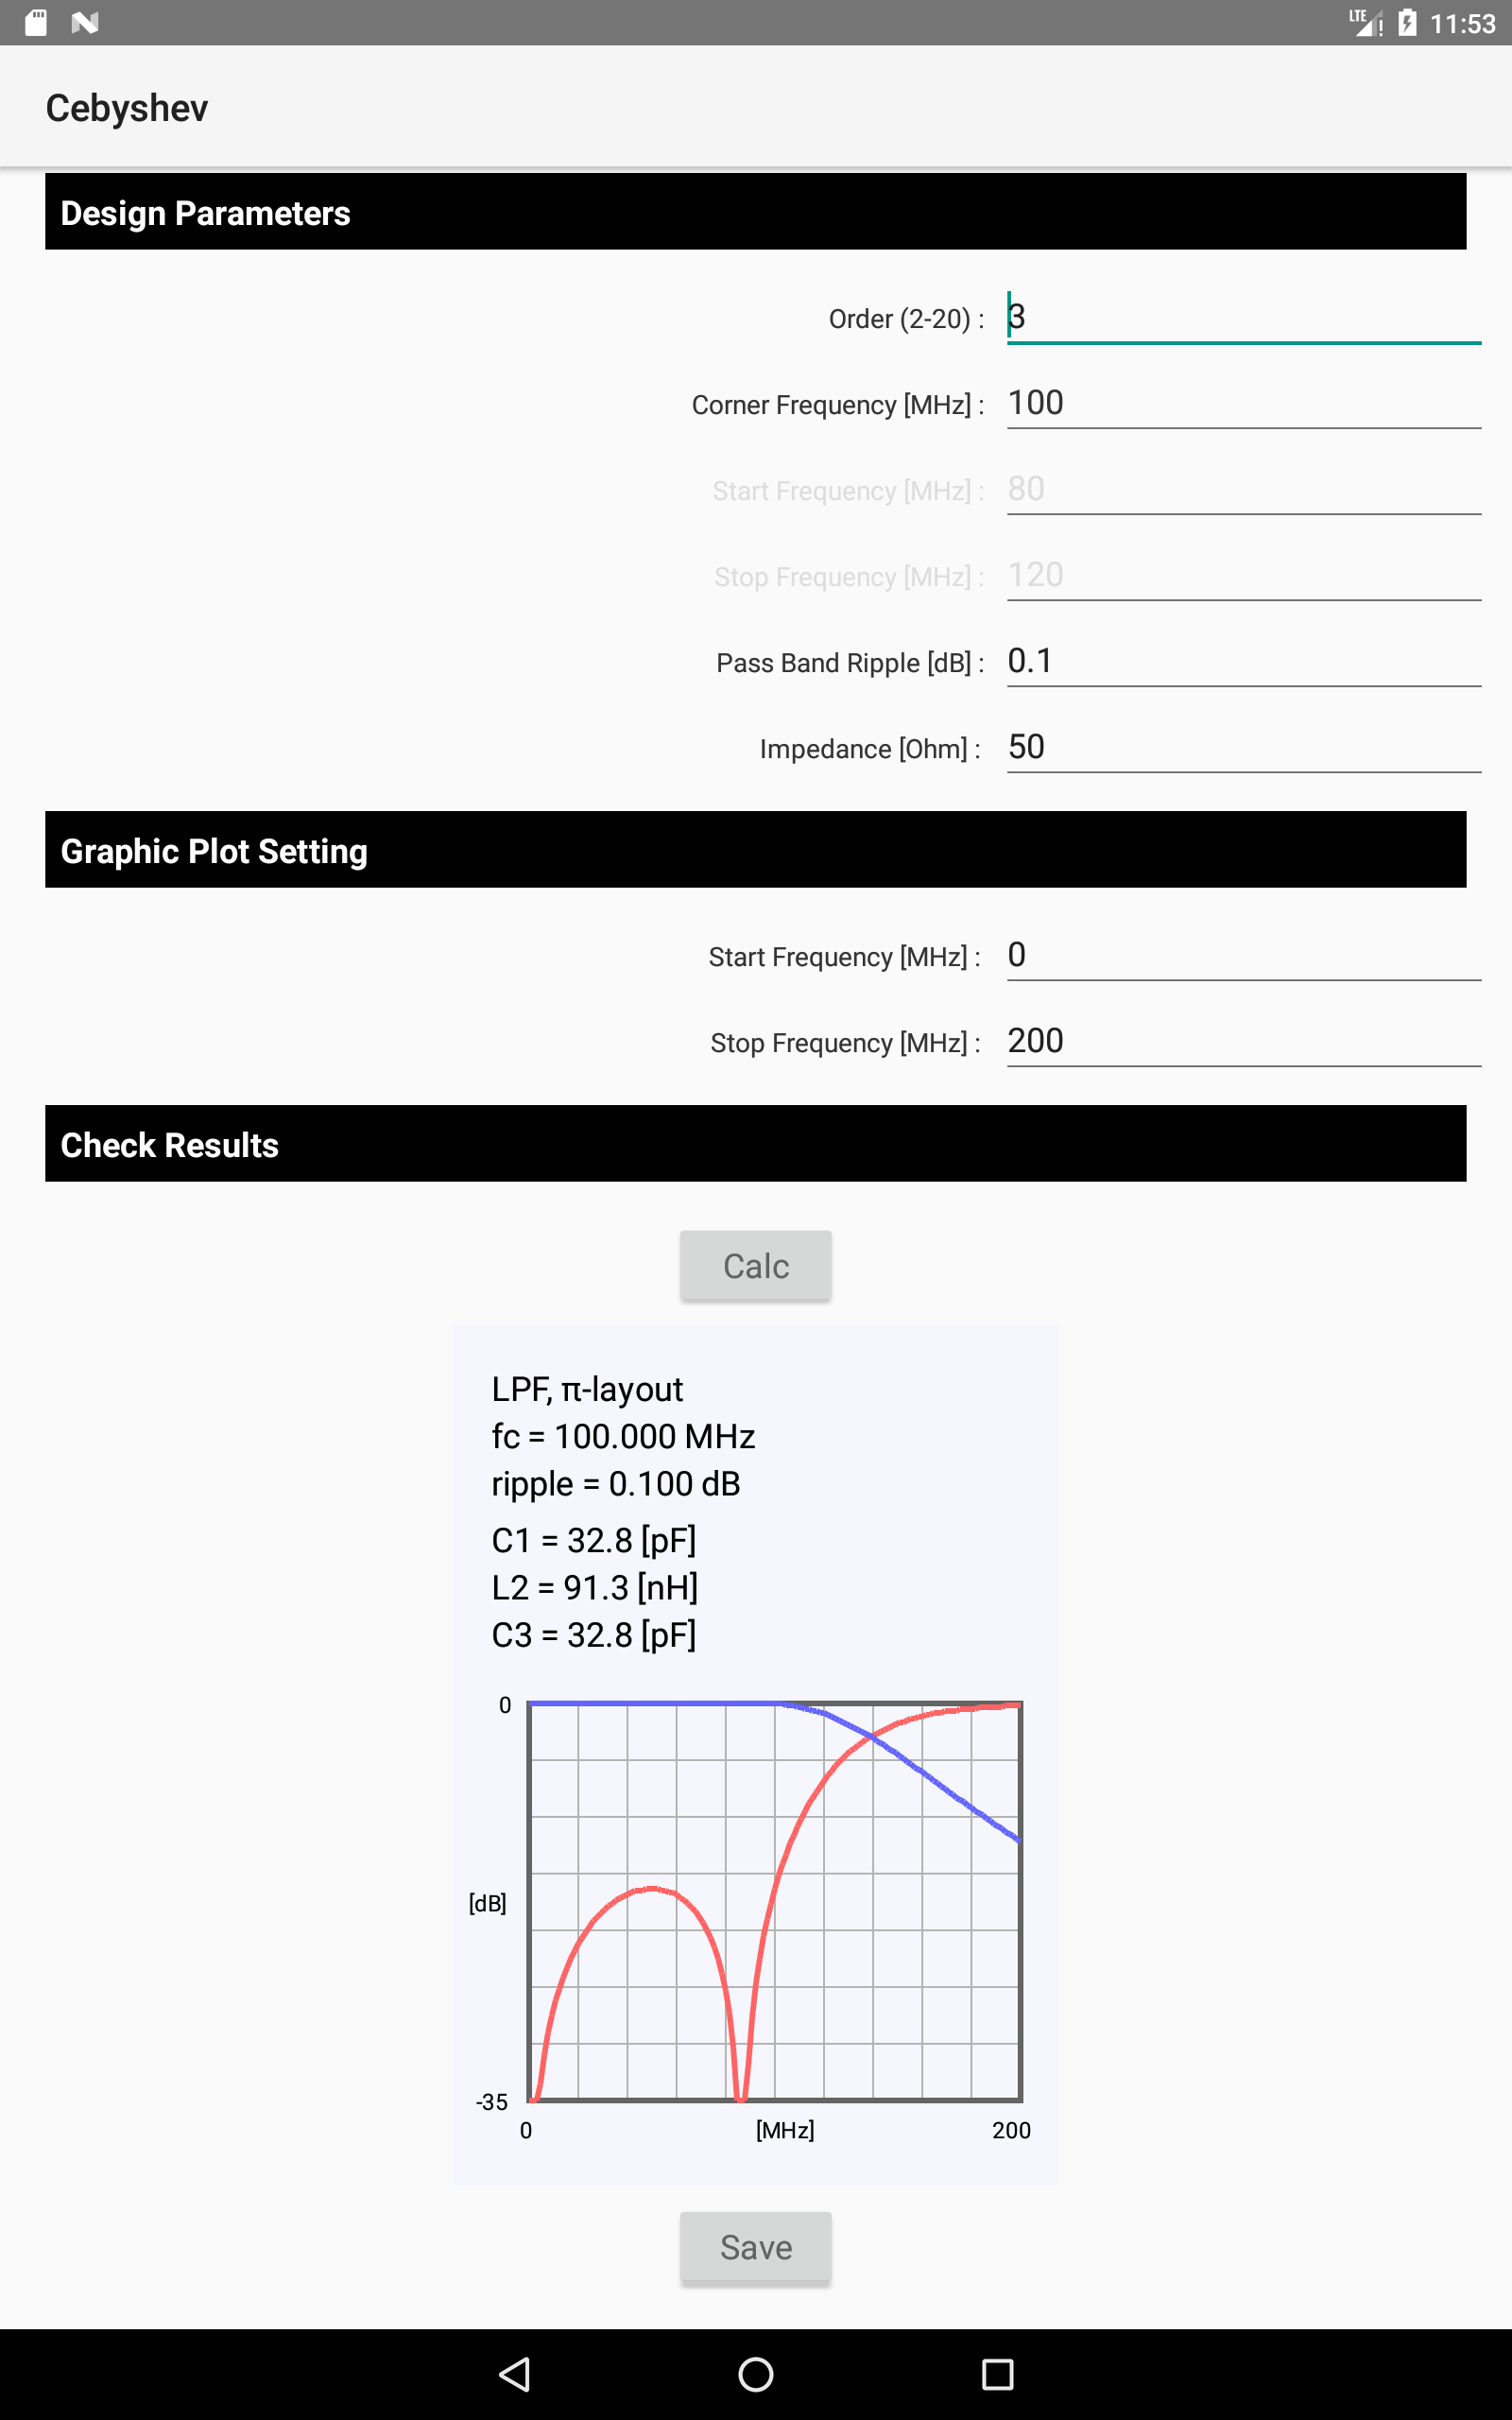 LTE 11:53
Cebyshev
Design Parameters
Order (2-20) : 3
Corner Frequency [MHz] : 100
Start Frequency [MHz] : 80
Stop Frequency [MHz] : 120
Pass Band Ripple [dB] : 0.1
Impedance [Ohm] : 50
Graphic Plot Setting
Start Frequency [MHz] : 0
Stop Frequency [MHz] : 200
Check Results
Calc
LPF, π-layout
fc = 100.000 MHz
ripple = 0.100 dB
C1 = 32.8 [pF]
L2 = 91.3 [nH]
C3 = 32.8 [pF]
0
[dB]
-35
0 [MHz] 200
Save